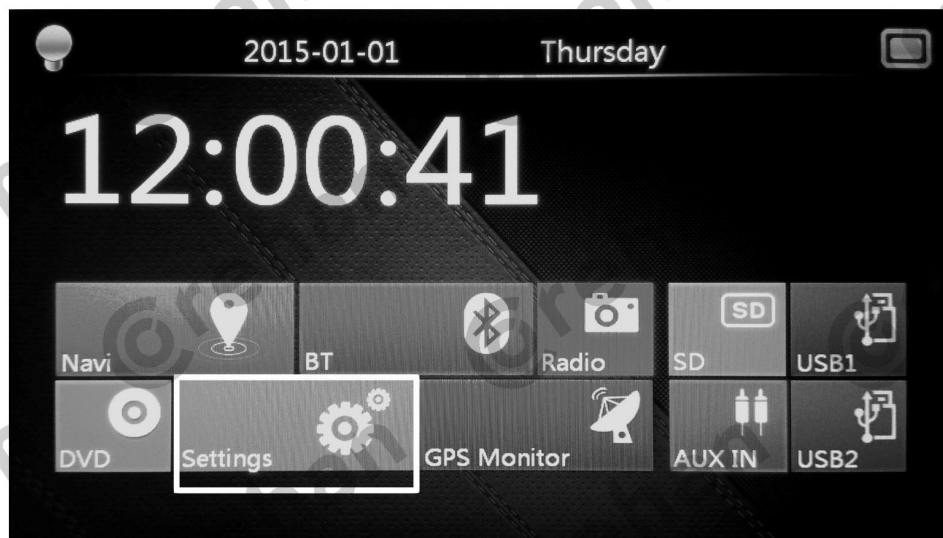 2015-01-01 Thursday
12:00:41
Navi BT Radio SD SD USB1
DVD Settings GPS Monitor AUX IN USB2